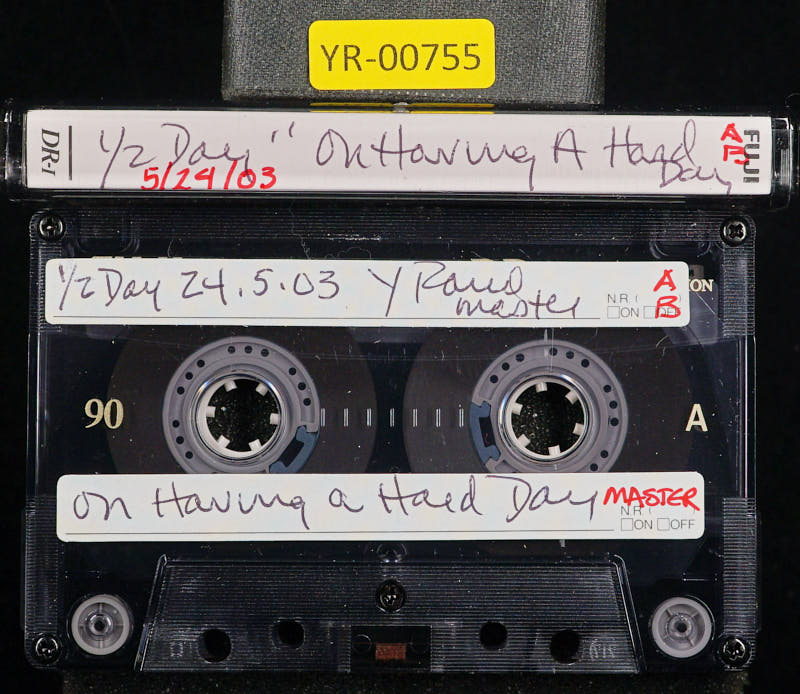 YR-00755
DR-I
1/2 Day " On Having A Hard Day
5/24/03
A B
FUJI
1/2 Day 24.5.03 Y Rand
master
A B
N.R. ( )
ON OFF
90
A
On Having a Hard Day MASTER
N.R. ( )
ON OFF